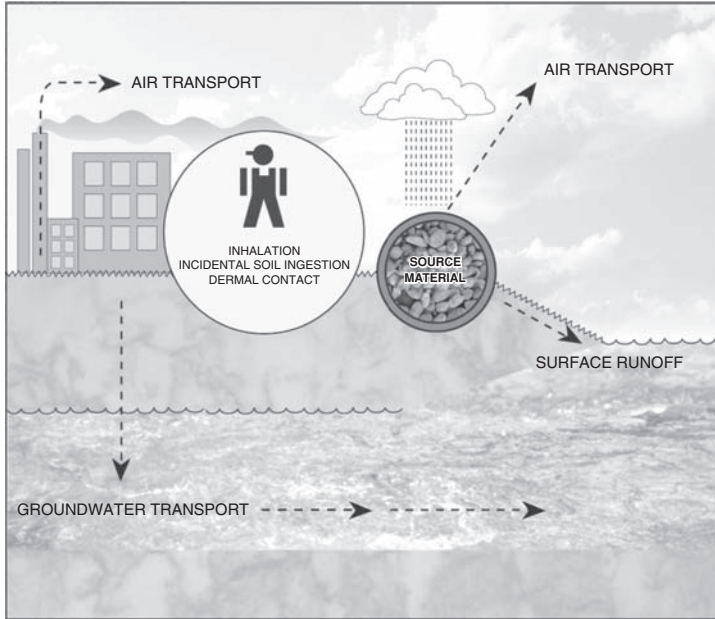 AIR TRANSPORT
AIR TRANSPORT
INHALATION
INCIDENTAL SOIL INGESTION
DERMAL CONTACT
SOURCE
MATERIAL
SURFACE RUNOFF
GROUNDWATER TRANSPORT